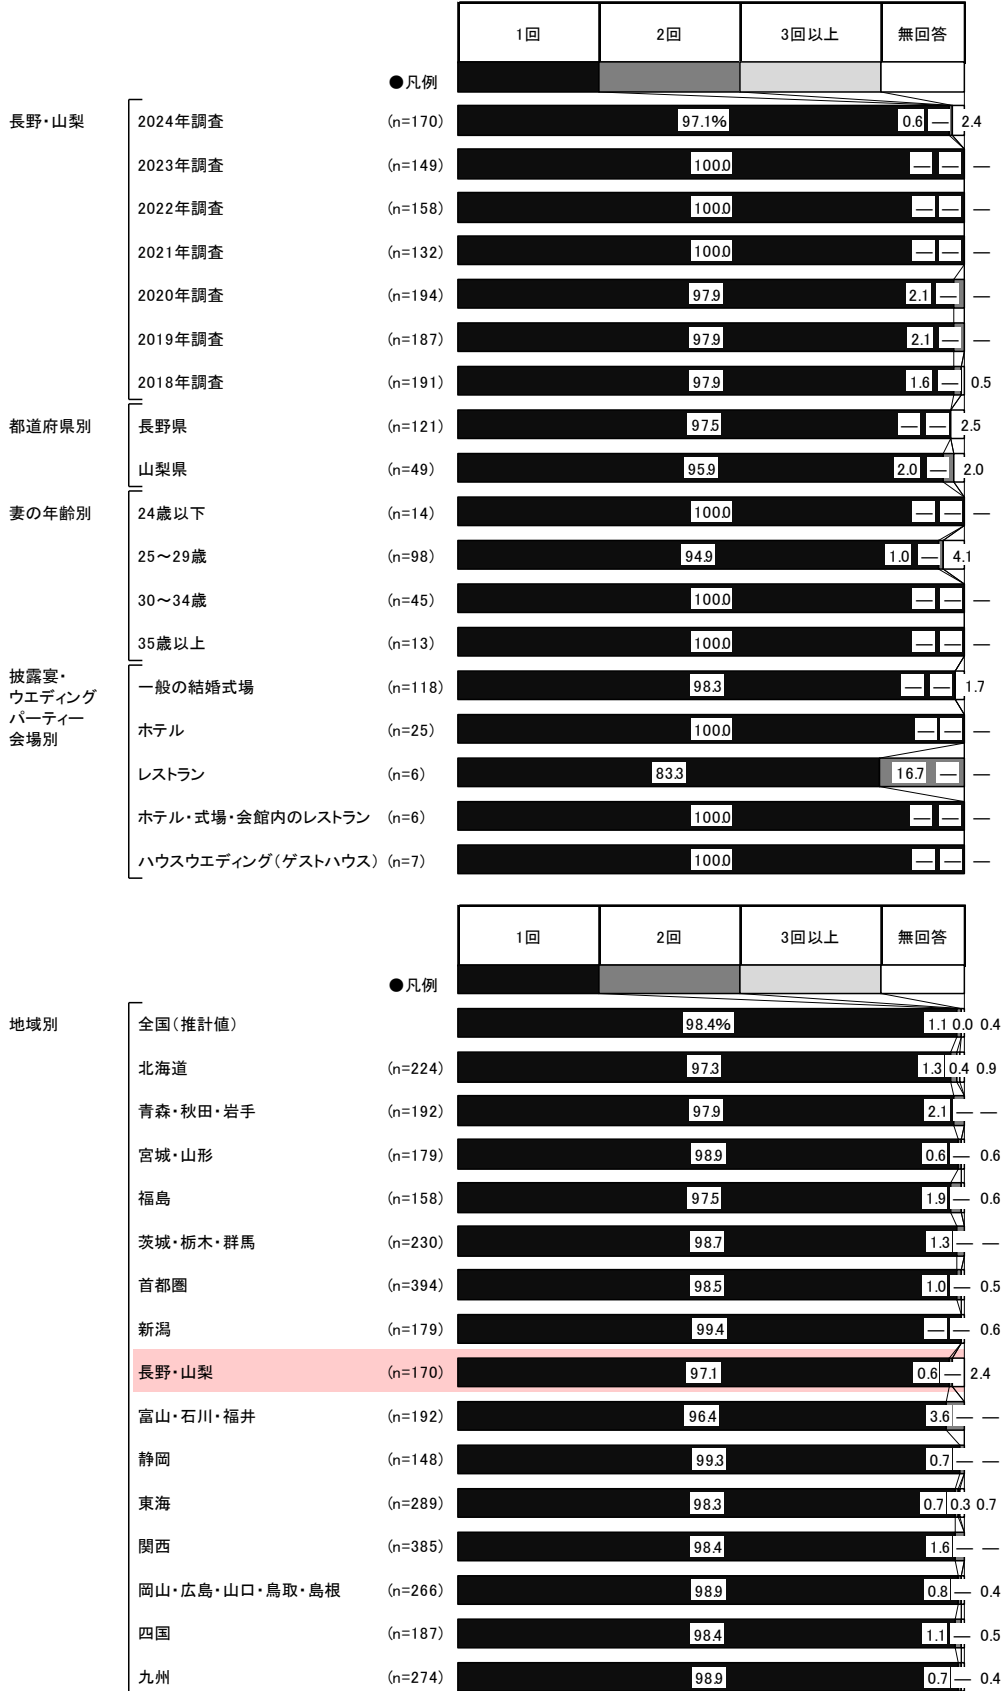 1回 2回 3回以上 無回答
●凡例
長野・山梨 2024年調査 (n=170) 97.1% 0.6 — 2.4
2023年調査 (n=149) 100.0 — — —
2022年調査 (n=158) 100.0 — — —
2021年調査 (n=132) 100.0 — — —
2020年調査 (n=194) 97.9 2.1 — —
2019年調査 (n=187) 97.9 2.1 — —
2018年調査 (n=191) 97.9 1.6 — 0.5
都道府県別 長野県 (n=121) 97.5 — — 2.5
山梨県 (n=49) 95.9 2.0 — 2.0
妻の年齢別 24歳以下 (n=14) 100.0 — — —
25～29歳 (n=98) 94.9 1.0 — 4.1
30～34歳 (n=45) 100.0 — — —
35歳以上 (n=13) 100.0 — — —
披露宴・
ウエディング
パーティー
会場別
一般の結婚式場 (n=118) 98.3 — — 1.7
ホテル (n=25) 100.0 — — —
レストラン (n=6) 83.3 16.7 — —
ホテル・式場・会館内のレストラン (n=6) 100.0 — — —
ハウスウエディング(ゲストハウス) (n=7) 100.0 — — —
1回 2回 3回以上 無回答
●凡例
地域別 全国(推計値) 98.4% 1.1 0.0 0.4
北海道 (n=224) 97.3 1.3 0.4 0.9
青森・秋田・岩手 (n=192) 97.9 2.1 — —
宮城・山形 (n=179) 98.9 0.6 — 0.6
福島 (n=158) 97.5 1.9 — 0.6
茨城・栃木・群馬 (n=230) 98.7 1.3 — —
首都圏 (n=394) 98.5 1.0 — 0.5
新潟 (n=179) 99.4 — — 0.6
長野・山梨 (n=170) 97.1 0.6 — 2.4
富山・石川・福井 (n=192) 96.4 3.6 — —
静岡 (n=148) 99.3 0.7 — —
東海 (n=289) 98.3 0.7 0.3 0.7
関西 (n=385) 98.4 1.6 — —
岡山・広島・山口・鳥取・島根 (n=266) 98.9 0.8 — 0.4
四国 (n=187) 98.4 1.1 — 0.5
九州 (n=274) 98.9 0.7 — 0.4